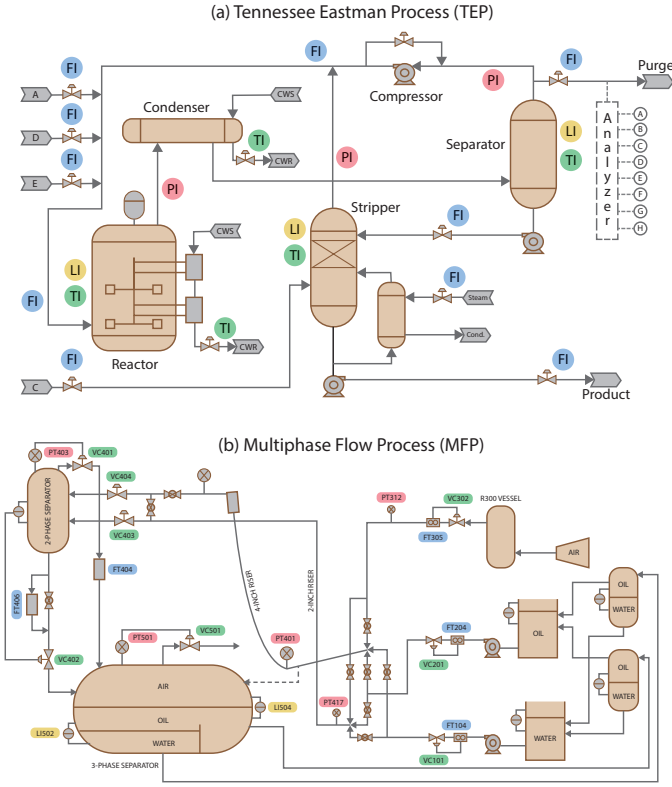 (a) Tennessee Eastman Process (TEP)
FI
FI
FI
Purge
PI
Compressor
A
FI
D
FI
E
Condenser
CWS
TI
CWR
PI
PI
Separator
LI
TI
Analyzer
A
B
C
D
E
F
G
H
Stripper
LI
TI
FI
CWS
LI
TI
FI
TI
CWR
Reactor
FI
Steam
Cond.
C
FI
FI
Product
(b) Multiphase Flow Process (MFP)
PT403
VC401
2-PHASE SEPARATOR
VC404
VC403
FT404
FT406
VC402
4-INCH RISER
2-INCH RISER
PT312
VC302
R300 VESSEL
FT305
AIR
PT501
VC501
PT401
FT204
VC201
OIL
OIL
WATER
OIL
WATER
AIR
OIL
WATER
LI504
LI502
3-PHASE SEPARATOR
PT417
FT104
VC101
WATER